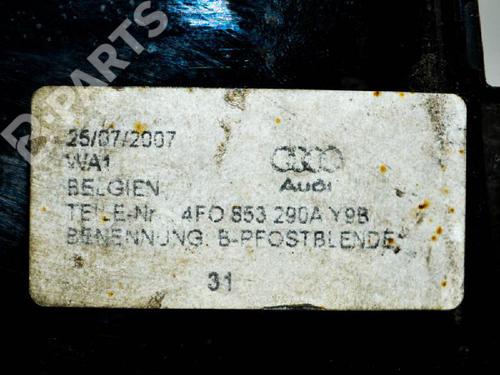 B-PARTS
25/07/2007
WA1
Audi
BELGIEN
TEILE-Nr. 4F0 853 290A Y9B
BENENNUNG: B-PFOSTBLENDE
31